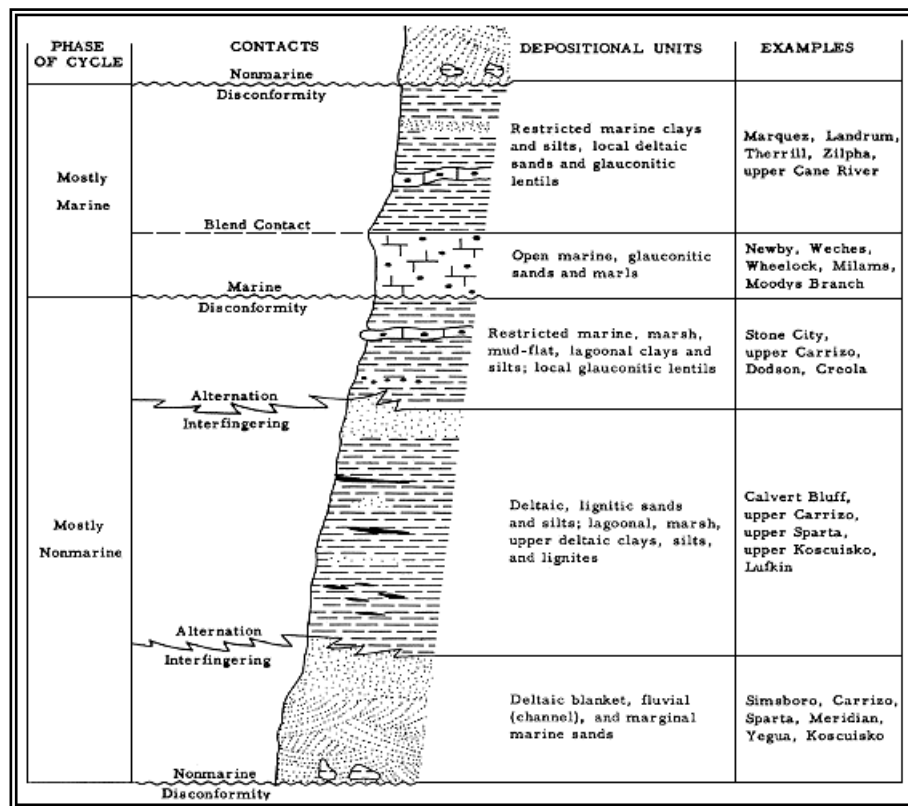 PHASE
OF CYCLE
CONTACTS
DEPOSITIONAL UNITS
EXAMPLES
Nonmarine
Disconformity
Mostly
Marine
Restricted marine clays
and silts, local deltaic
sands and glauconitic
lentils
Marquez, Landrum,
Therrill, Zilpha,
upper Cane River
Blend Contact
Open marine, glauconitic
sands and marls
Newby, Weches,
Wheelock, Milams,
Moodys Branch
Marine
Disconformity
Restricted marine, marsh,
mud-flat, lagoonal clays and
silts; local glauconitic lentils
Stone City,
upper Carrizo,
Dodson, Creola
Alternation
Interfingering
Mostly
Nonmarine
Deltaic, lignitic sands
and silts; lagoonal, marsh,
upper deltaic clays, silts,
and lignites
Calvert Bluff,
upper Carrizo,
upper Sparta,
upper Koscuisko,
Lufkin
Alternation
Interfingering
Deltaic blanket, fluvial
(channel), and marginal
marine sands
Simsboro, Carrizo,
Sparta, Meridian,
Yegua, Koscuisko
Nonmarine
Disconformity